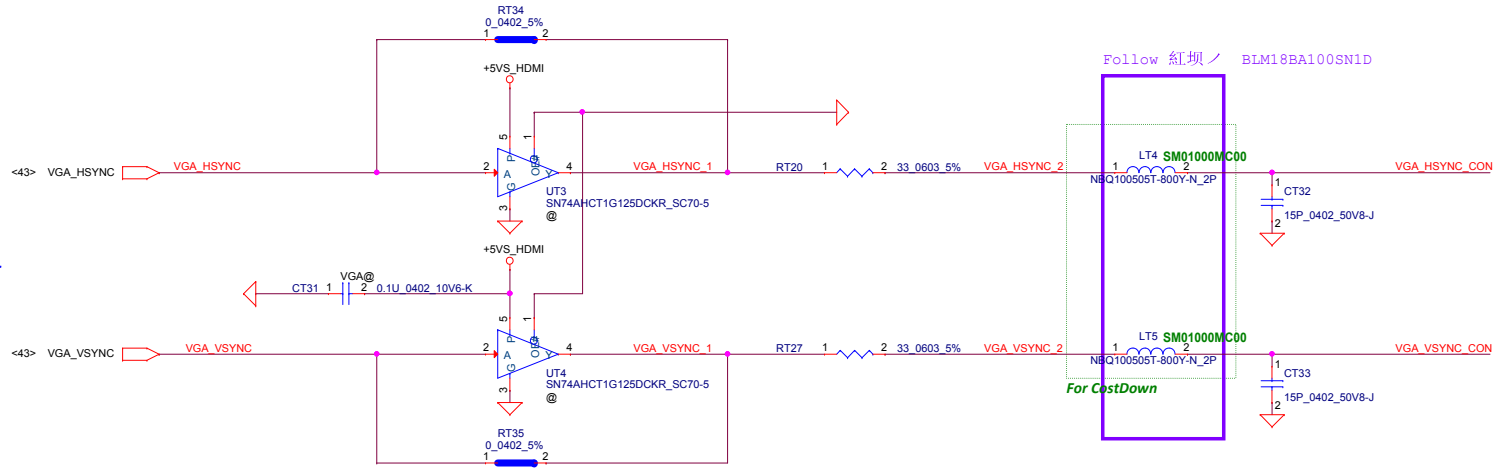 RT34
0_0402_5%
1 2
+5VS_HDMI
Follow 紅坝ノ BLM18BA100SN1D
5 1
P
OE#
<43> VGA_HSYNC
VGA_HSYNC
2 A Y 4
G
3
VGA_HSYNC_1
UT3
SN74AHCT1G125DCKR_SC70-5
@
RT20 1 2 33_0603_5%
VGA_HSYNC_2
LT4 SM01000MC00
1 2
NBQ100505T-800Y-N_2P
VGA_HSYNC_CON
1
CT32
15P_0402_50V8-J
2
+5VS_HDMI
VGA@
CT31 1 2 0.1U_0402_10V6-K
5 1
P
OE#
<43> VGA_VSYNC
VGA_VSYNC
2 A Y 4
G
3
VGA_VSYNC_1
UT4
SN74AHCT1G125DCKR_SC70-5
@
RT27 1 2 33_0603_5%
VGA_VSYNC_2
LT5 SM01000MC00
1 2
NBQ100505T-800Y-N_2P
VGA_VSYNC_CON
1
CT33
15P_0402_50V8-J
2
For CostDown
RT35
0_0402_5%
1 2